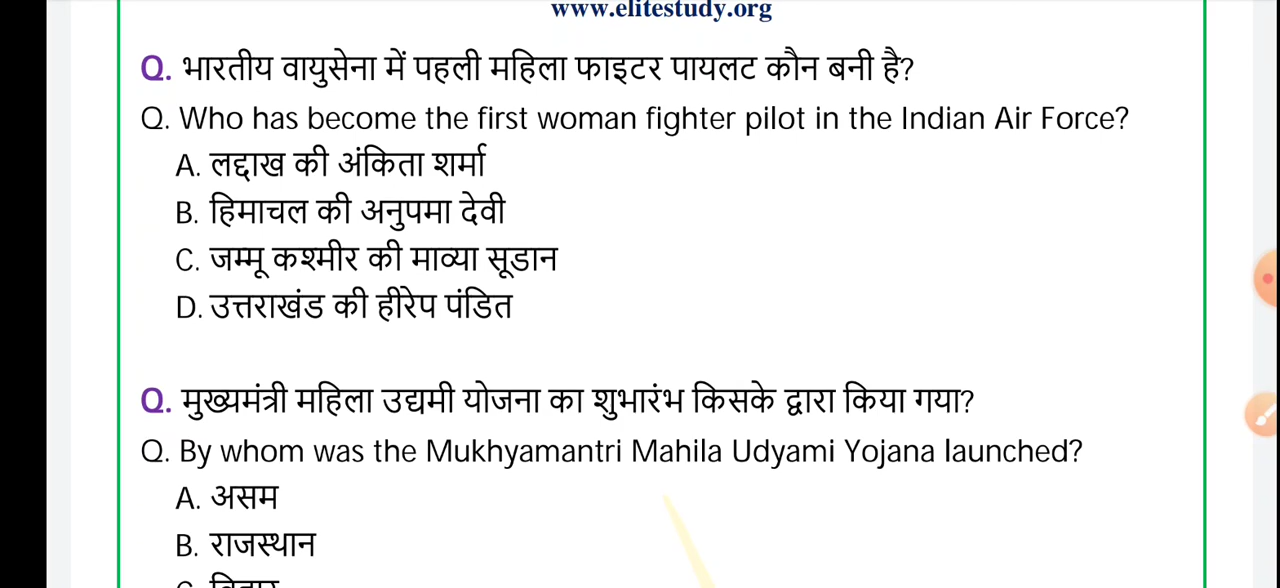 www.elitestudy.org
Q. भारतीय वायुसेना में पहली महिला फाइटर पायलट कौन बनी है?
Q. Who has become the first woman fighter pilot in the Indian Air Force?
A. लद्दाख की अंकिता शर्मा
B. हिमाचल की अनुपमा देवी
C. जम्मू कश्मीर की माव्या सूडान
D. उत्तराखंड की हीरेप पंडित
Q. मुख्यमंत्री महिला उद्यमी योजना का शुभारंभ किसके द्वारा किया गया?
Q. By whom was the Mukhyamantri Mahila Udyami Yojana launched?
A. असम
B. राजस्थान